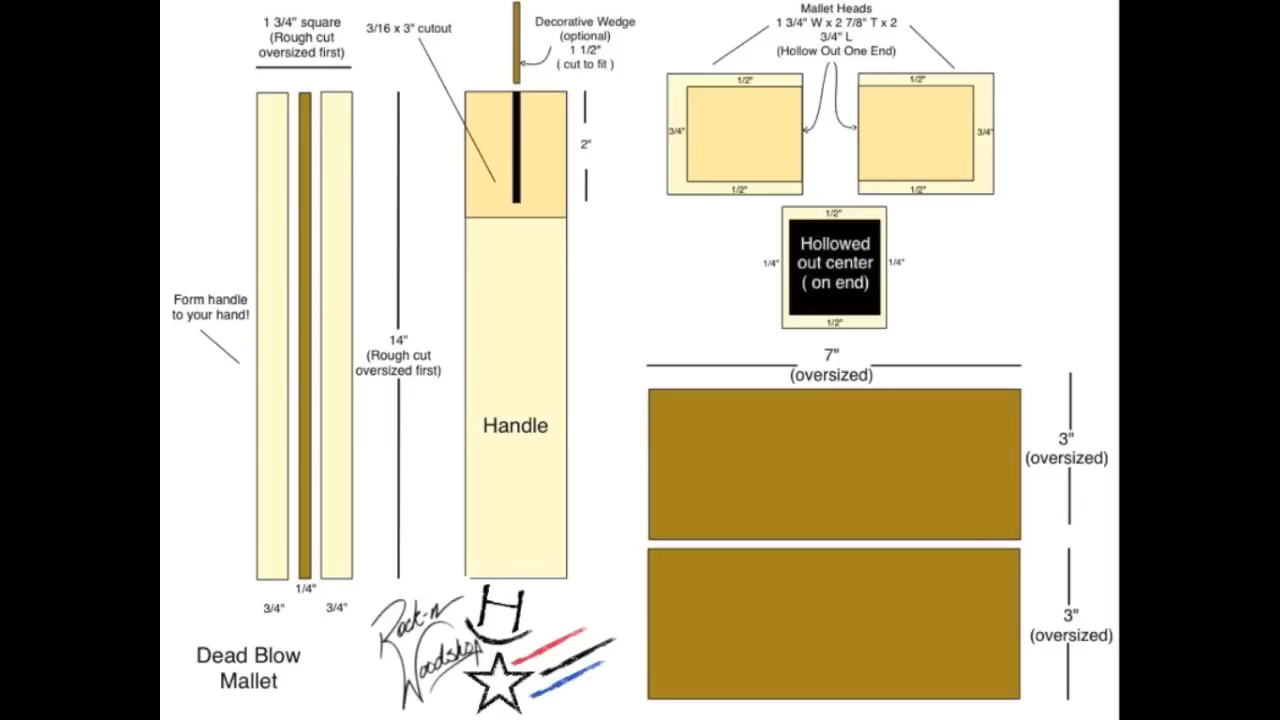 1 3/4" square
(Rough cut
oversized first)
3/16 x 3" cutout
Decorative Wedge
(optional)
1 1/2"
( cut to fit )
Mallet Heads
1 3/4" W x 2 7/8" T x 2
3/4" L
(Hollow Out One End)
1/2"
1/2"
3/4"
3/4"
1/2"
1/2"
2"
1/2"
Hollowed
out center
( on end)
1/4"
1/4"
1/2"
Form handle
to your hand!
14"
(Rough cut
oversized first)
Handle
7"
(oversized)
3"
(oversized)
3"
(oversized)
1/4"
3/4"
3/4"
Dead Blow
Mallet
Rock-n
H
Woodshop